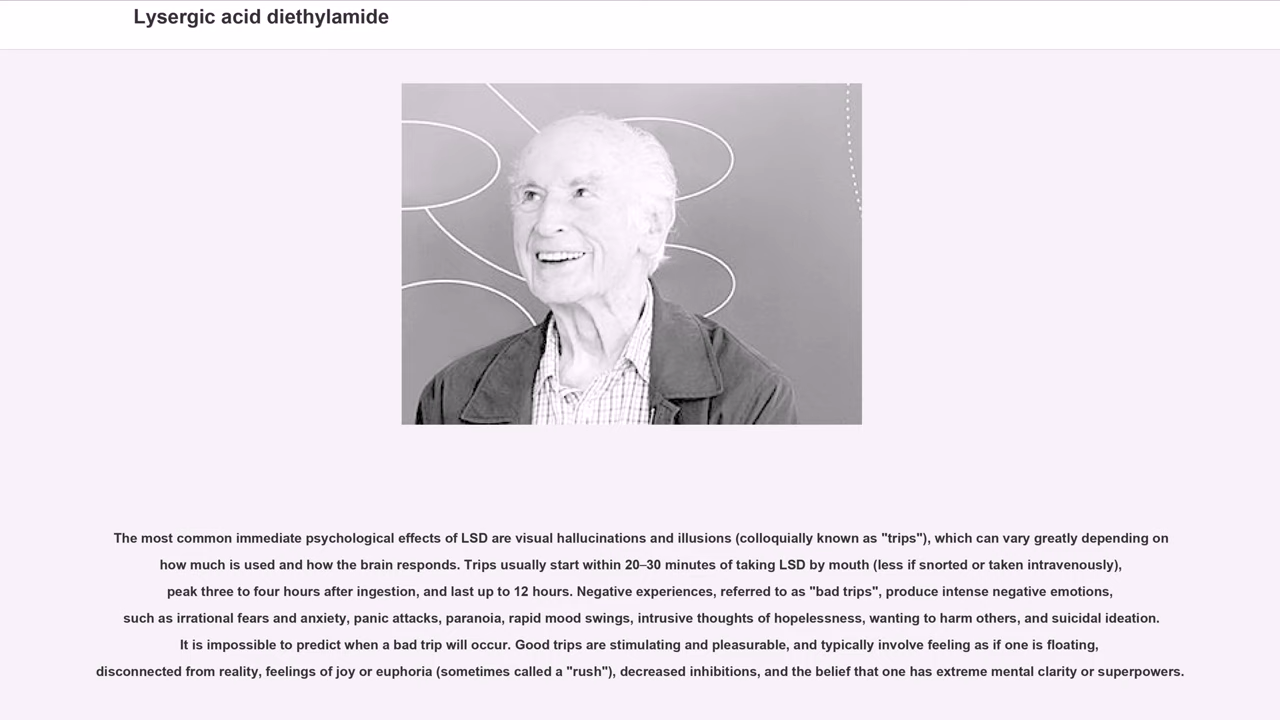 Lysergic acid diethylamide
The most common immediate psychological effects of LSD are visual hallucinations and illusions (colloquially known as "trips"), which can vary greatly depending on
how much is used and how the brain responds. Trips usually start within 20–30 minutes of taking LSD by mouth (less if snorted or taken intravenously),
peak three to four hours after ingestion, and last up to 12 hours. Negative experiences, referred to as "bad trips", produce intense negative emotions,
such as irrational fears and anxiety, panic attacks, paranoia, rapid mood swings, intrusive thoughts of hopelessness, wanting to harm others, and suicidal ideation.
It is impossible to predict when a bad trip will occur. Good trips are stimulating and pleasurable, and typically involve feeling as if one is floating,
disconnected from reality, feelings of joy or euphoria (sometimes called a "rush"), decreased inhibitions, and the belief that one has extreme mental clarity or superpowers.